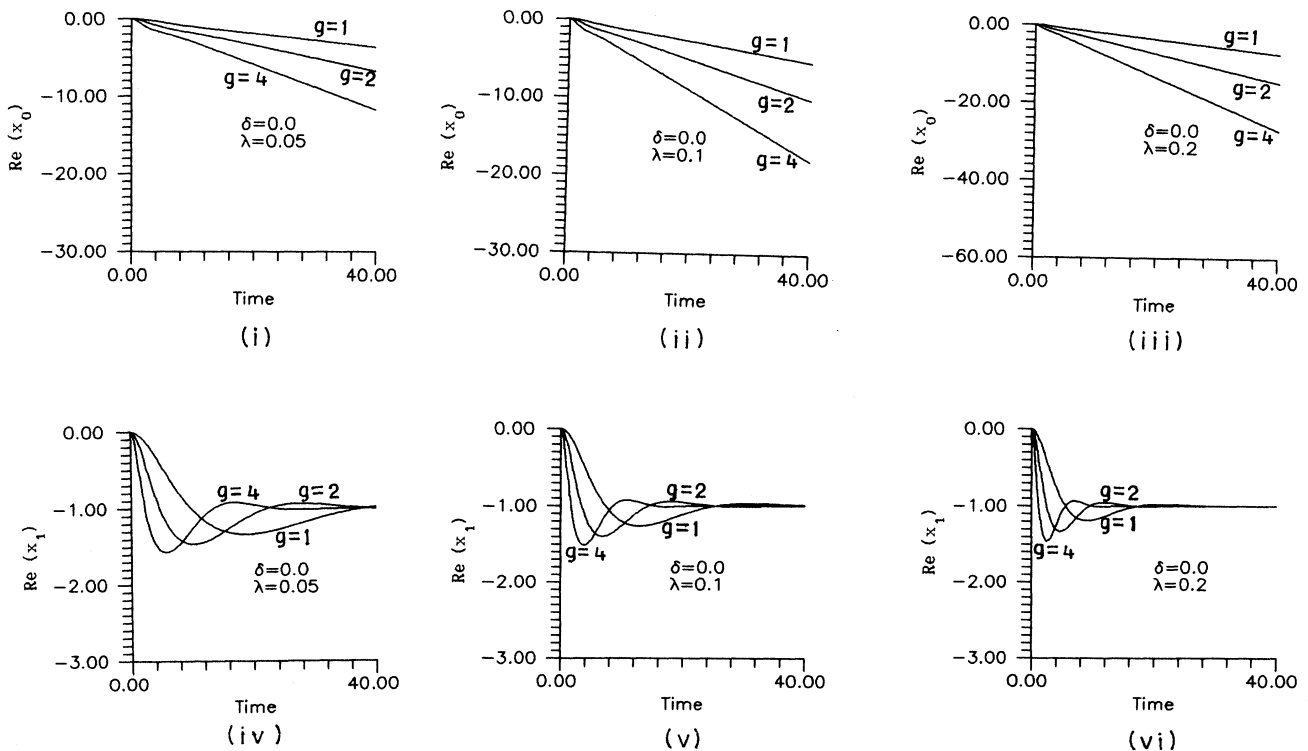 0.00
g=1
g=2
g=4
δ=0.0
λ=0.05
-10.00
-20.00
-30.00
Re (x_0)
0.00
40.00
Time
(i)
0.00
g=1
g=2
g=4
δ=0.0
λ=0.1
-10.00
-20.00
-30.00
Re (x_0)
0.00
40.00
Time
(ii)
0.00
g=1
g=2
g=4
δ=0.0
λ=0.2
-20.00
-40.00
-60.00
Re (x_0)
0.00
40.00
Time
(iii)
0.00
g=4
g=2
g=1
δ=0.0
λ=0.05
-1.00
-2.00
-3.00
Re (x_1)
0.00
40.00
Time
(iv)
0.00
g=2
g=1
g=4
δ=0.0
λ=0.1
-1.00
-2.00
-3.00
Re (x_1)
0.00
40.00
Time
(v)
0.00
g=2
g=1
g=4
δ=0.0
λ=0.2
-1.00
-2.00
-3.00
Re (x_1)
0.00
40.00
Time
(vi)